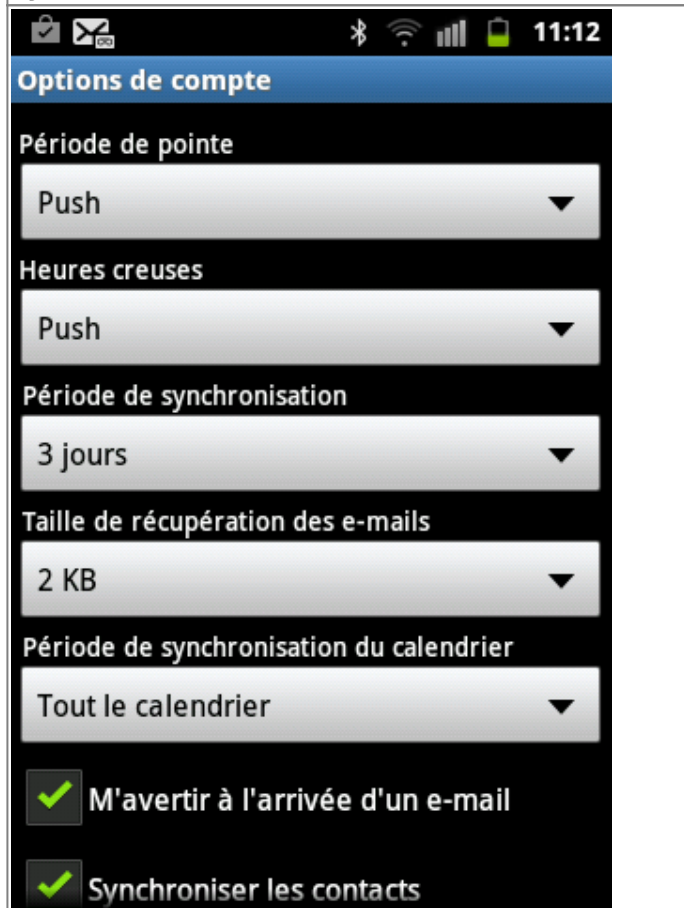 11:12
Options de compte
Période de pointe
Push
Heures creuses
Push
Période de synchronisation
3 jours
Taille de récupération des e-mails
2 KB
Période de synchronisation du calendrier
Tout le calendrier
M'avertir à l'arrivée d'un e-mail
Synchroniser les contacts